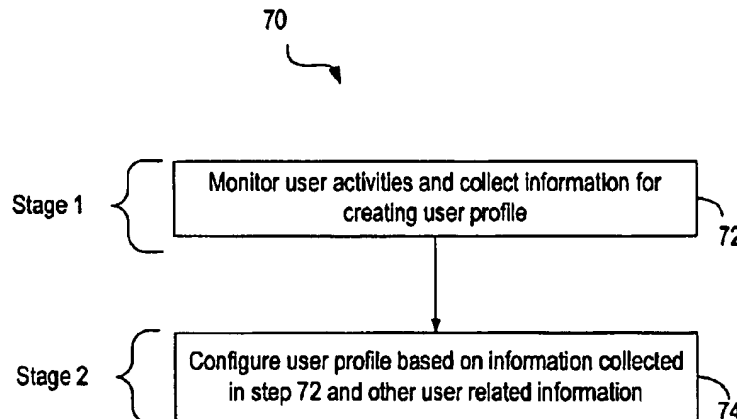 70
Stage 1
Monitor user activities and collect information for
creating user profile
72
Stage 2
Configure user profile based on information collected
in step 72 and other user related information
74